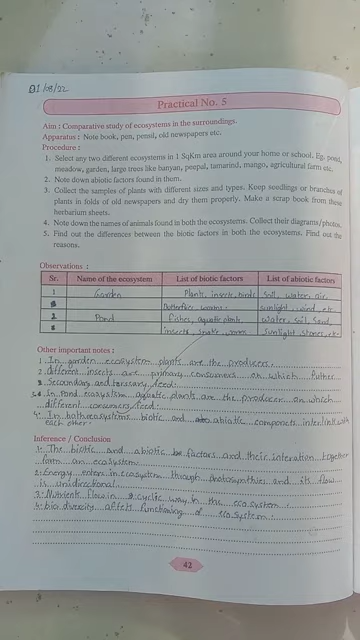 01/08/22
Practical No. 5
Aim : Comparative study of ecosystems in the surroundings.
Apparatus : Note book, pen, pensil, old newspapers etc.
Procedure :
1. Select any two different ecosystems in 1 SqKm area around your home or school. Eg. pond,
meadow, garden, large trees like banyan, peepal, tamarind, mango, agricultural farm etc.
2. Note down abiotic factors found in them.
3. Collect the samples of plants with different sizes and types. Keep seedlings or branches of
plants in folds of old newspapers and dry them properly. Make a scrap book from these
herbarium sheets.
4. Note down the names of animals found in both the ecosystems. Collect their diagrams/photos.
5. Find out the differences between the biotic factors in both the ecosystems. Find out the
reasons.
Observations :
Sr. Name of the ecosystem List of biotic factors List of abiotic factors
1 Garden Plants, insects, birds Soil, water, air,
Butterflies, worms. sunlight, wind, etc
2 Pond fishes, aquatic plants, water, soil, sand,
insects, snake, Sunlight stones, etc
Other important notes :
1. In garden ecosystem plants are the producers.
2. Different insects are primary consumers on which
3. Secoundary and feed.
3. In Pond ecosystem aquatic plants are the producer on which
different consumers feed.
4. In both ecosystems biotic and abiotic componets interlink with
each other.
Inference / Conclusion
1. The biotic and abiotic factors and their interation together
form an ecosystem.
2. Energy enters in ecosystem through photosynthies and its flow
is unidirectional.
3. Nutrient flow in cyclic way in the eco system.
4. bio divercity affets functioning of eco system.
42